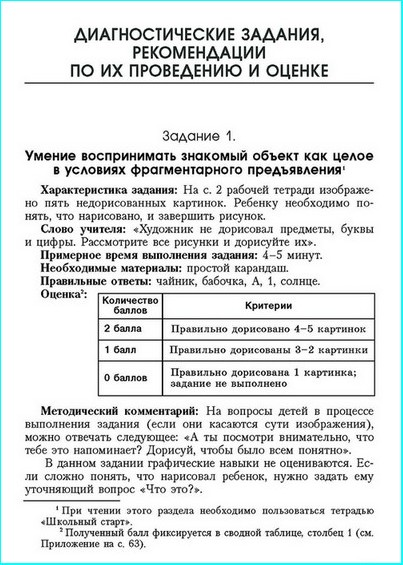 ДИАГНОСТИЧЕСКИЕ ЗАДАНИЯ,
РЕКОМЕНДАЦИИ
ПО ИХ ПРОВЕДЕНИЮ И ОЦЕНКЕ
Задание 1.
Умение воспринимать знакомый объект как целое
в условиях фрагментарного предъявления¹
Характеристика задания: На с. 2 рабочей тетради изображе-
но пять недорисованных картинок. Ребенку необходимо по-
нять, что нарисовано, и завершить рисунок.
Слово учителя: «Художник не дорисовал предметы, буквы
и цифры. Рассмотрите все рисунки и дорисуйте их».
Примерное время выполнения задания: 4–5 минут.
Необходимые материалы: простой карандаш.
Правильные ответы: чайник, бабочка, А, 1, солнце.
Оценка²:
Количество баллов Критерии
2 балла Правильно дорисовано 4–5 картинок
1 балл Правильно дорисованы 3–2 картинки
0 баллов Правильно дорисована 1 картинка;
задание не выполнено
Методический комментарий: На вопросы детей в процессе
выполнения задания (если они касаются сути изображения),
можно отвечать следующее: «А ты посмотри внимательно, что
тебе это напоминает? Дорисуй, чтобы было всем понятно».
В данном задании графические навыки не оцениваются. Ес-
ли сложно понять, что нарисовал ребенок, нужно задать ему
уточняющий вопрос «Что это?».
¹ При чтении этого раздела необходимо пользоваться тетрадью
«Школьный старт».
² Полученный балл фиксируется в сводной таблице, столбец 1 (см.
Приложение на с. 63).